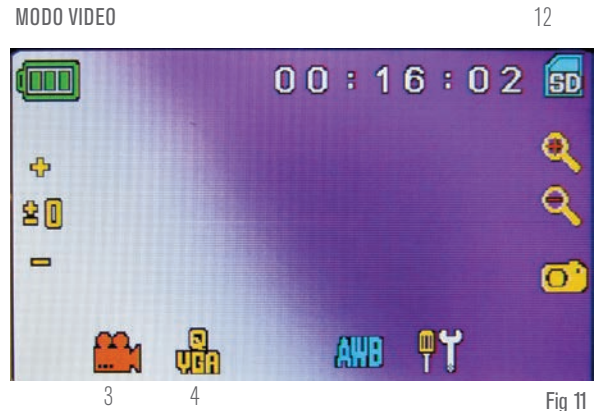 MODO VIDEO 12
00:16:02 SD
±0
Q
VGA AWB
3 4
Fig 11